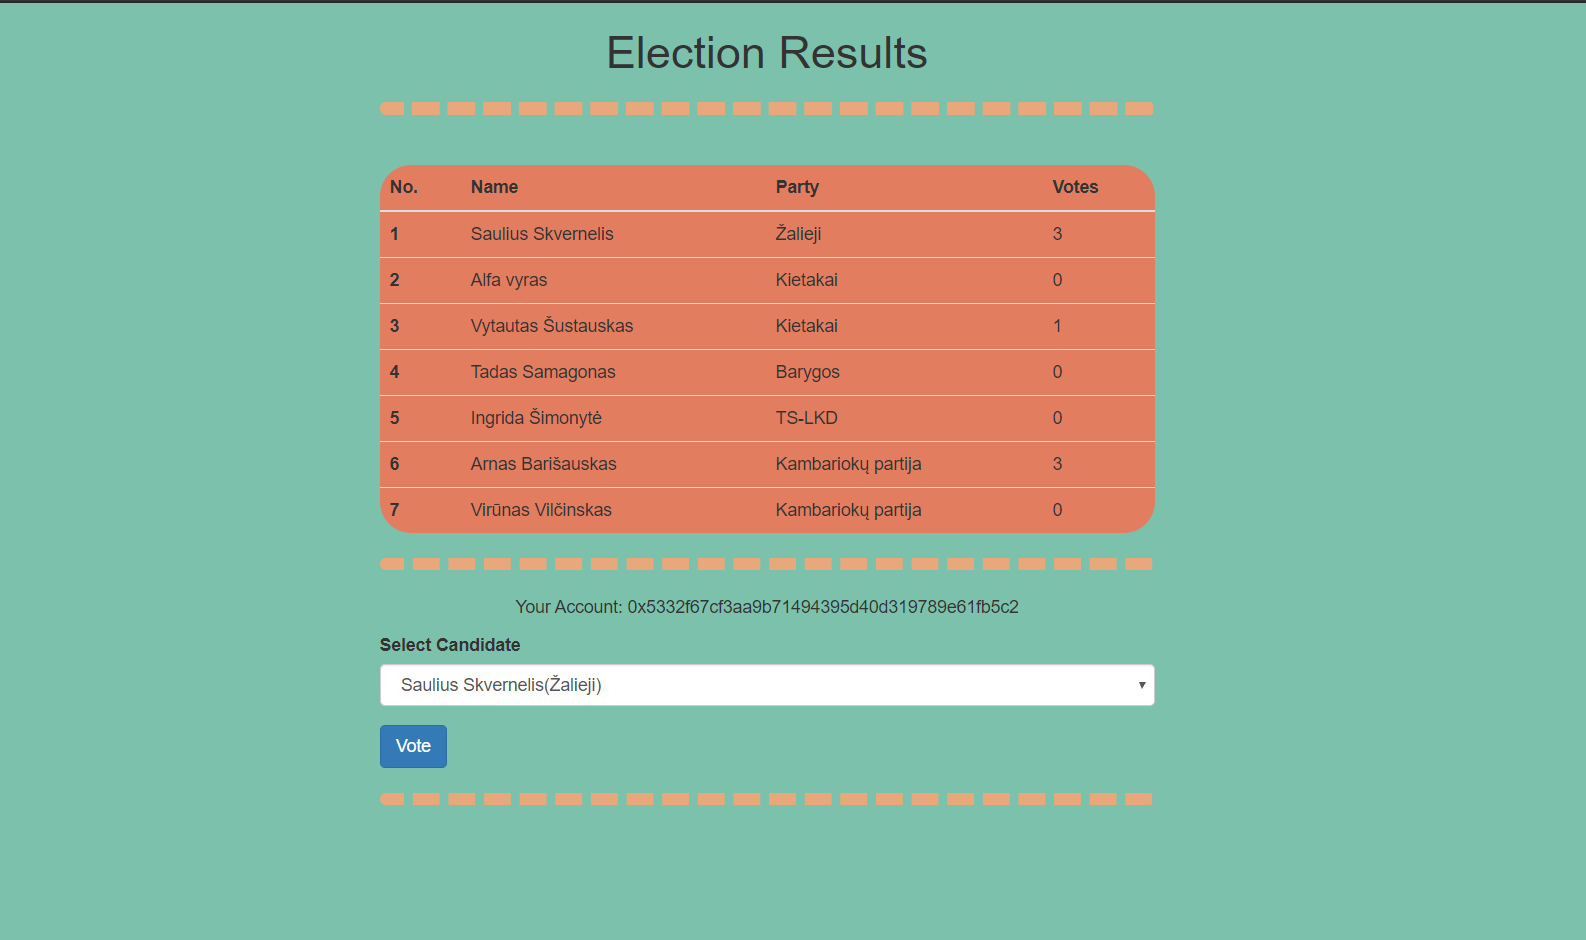 Election Results
No. Name Party Votes
1 Saulius Skvernelis Žalieji 3
2 Alfa vyras Kietakai 0
3 Vytautas Šustauskas Kietakai 1
4 Tadas Samagonas Barygos 0
5 Ingrida Šimonytė TS-LKD 0
6 Arnas Barišauskas Kambariokų partija 3
7 Virūnas Vilčinskas Kambariokų partija 0
Your Account: 0x5332f67cf3aa9b71494395d40d319789e61fb5c2
Select Candidate
Saulius Skvernelis(Žalieji)
Vote